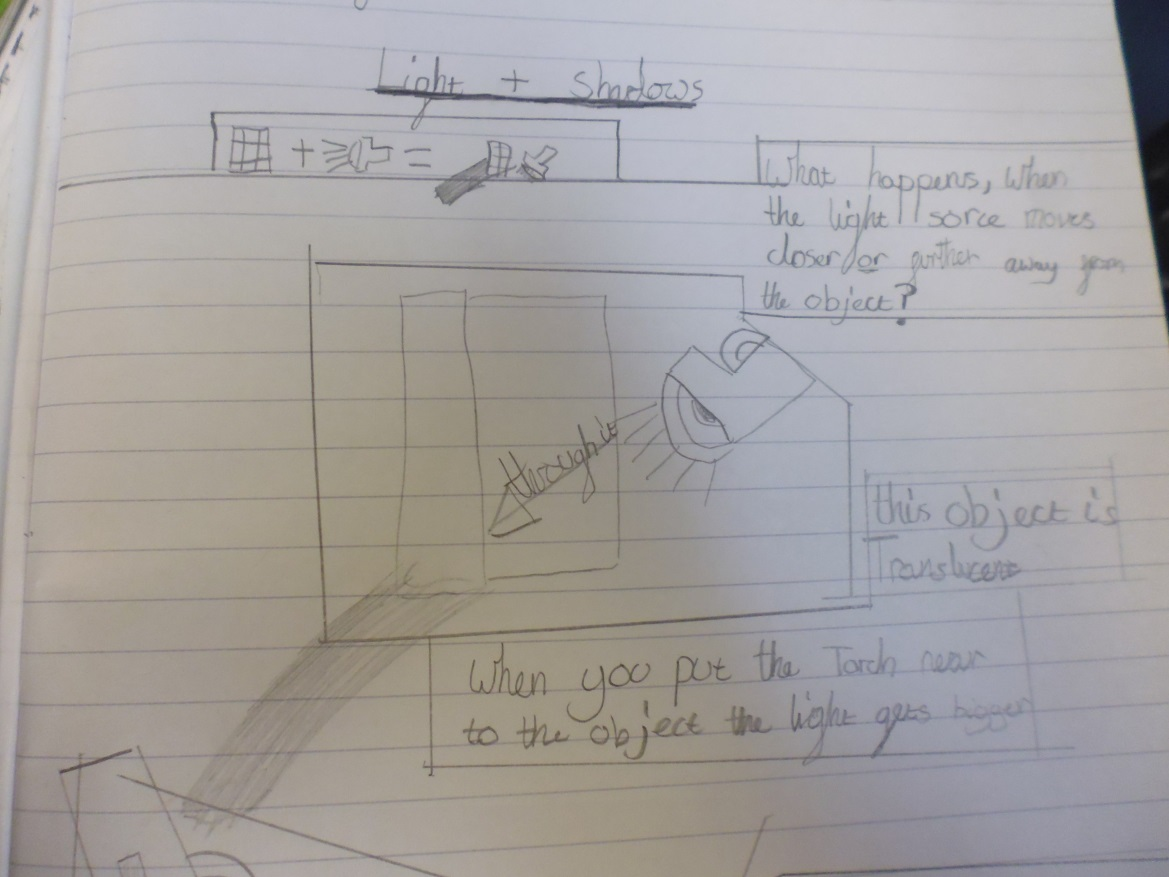 Light + Shadows
+ =
What happens, when
the light sorce moves
closer or further away from
the object?
through it
this object is
Translucent
When you put the Torch near
to the object the light gets bigger